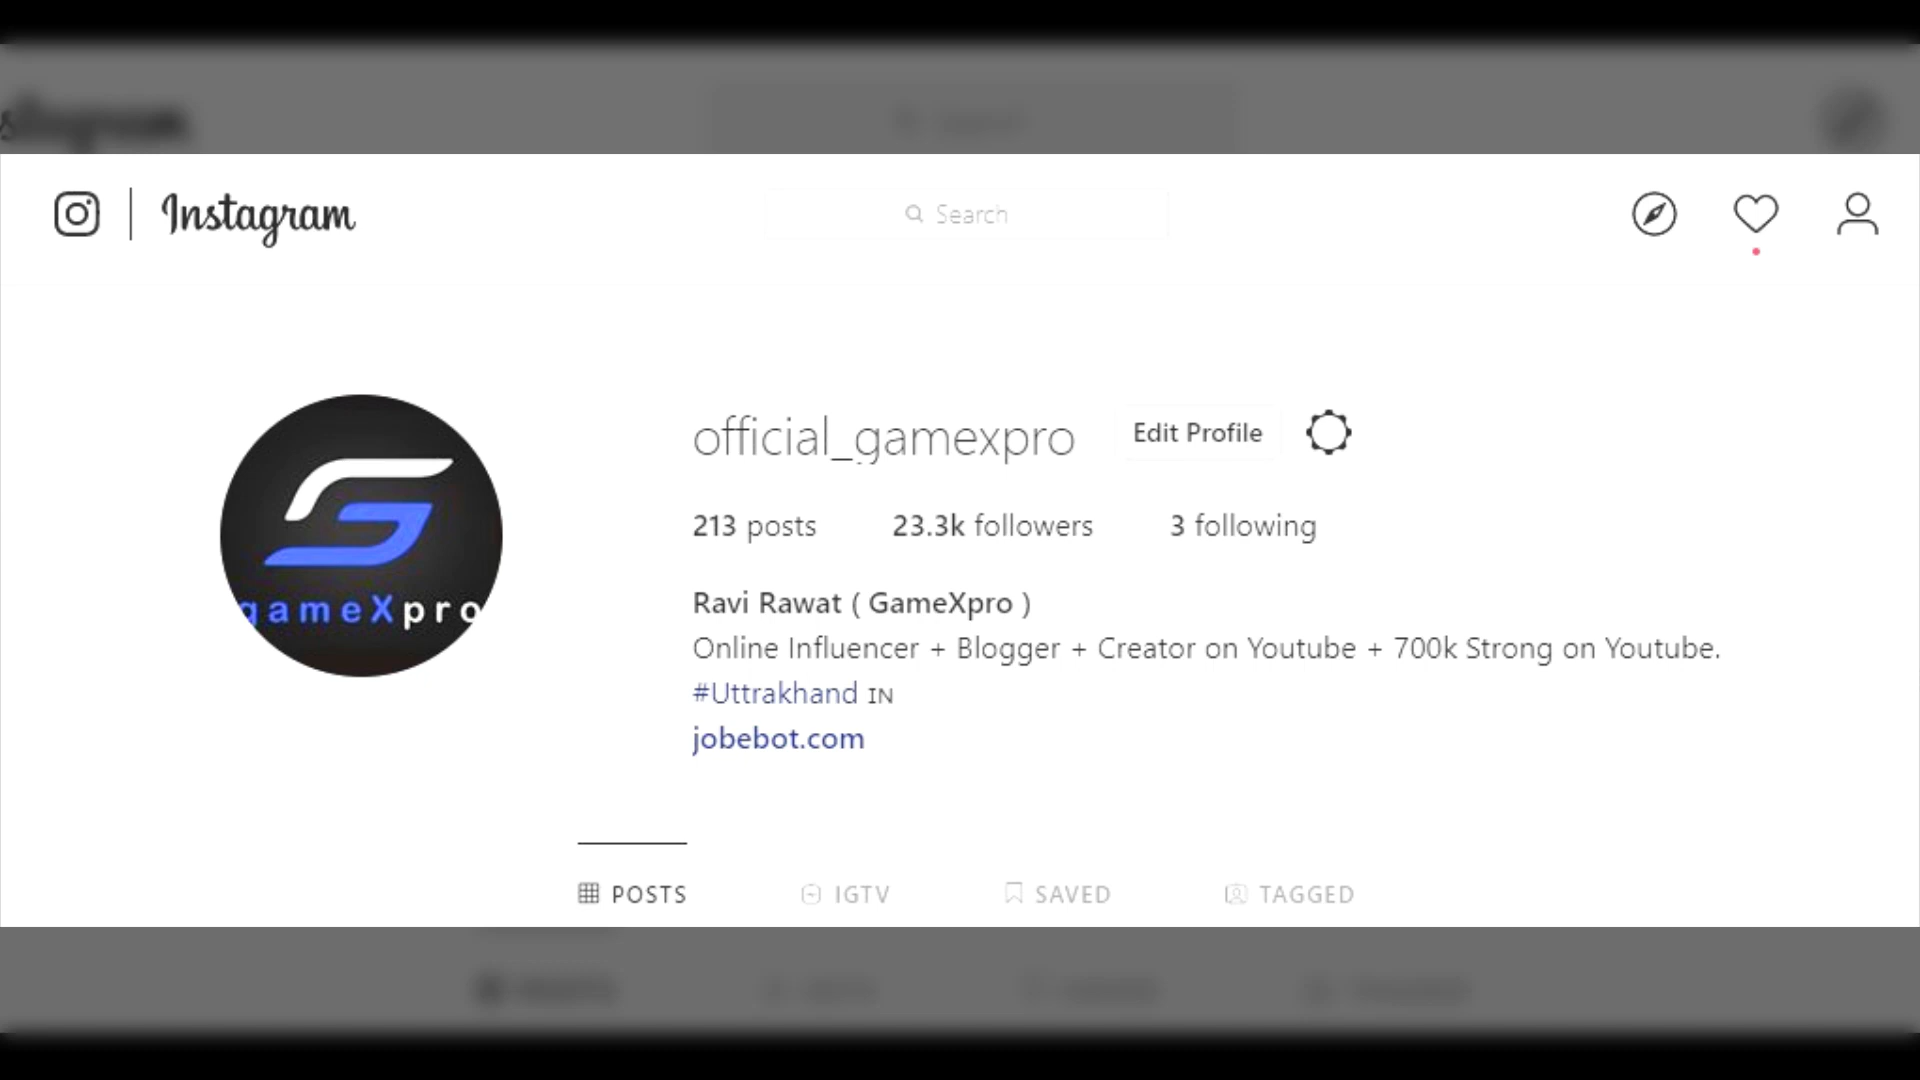 Instagram
Search
official_gamexpro Edit Profile
213 posts 23.3k followers 3 following
gameXpro
Ravi Rawat ( GameXpro )
Online Influencer + Blogger + Creator on Youtube + 700k Strong on Youtube.
#Uttrakhand IN
jobebot.com
POSTS IGTV SAVED TAGGED